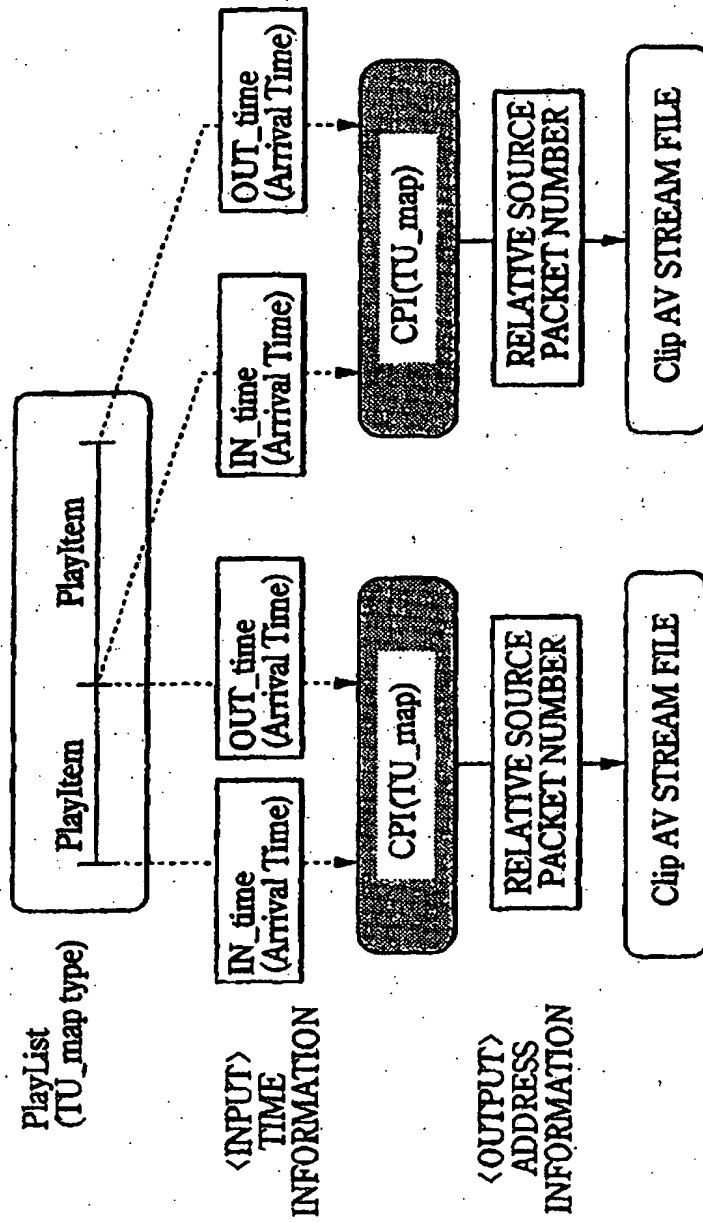 PlayList
(TU_map type)
PlayItem
PlayItem
<INPUT>
TIME
INFORMATION
IN_time
(Arrival Time)
OUT_time
(Arrival Time)
IN_time
(Arrival Time)
OUT_time
(Arrival Time)
CPI(TU_map)
CPI(TU_map)
<OUTPUT>
ADDRESS
INFORMATION
RELATIVE SOURCE
PACKET NUMBER
RELATIVE SOURCE
PACKET NUMBER
Clip AV STREAM FILE
Clip AV STREAM FILE